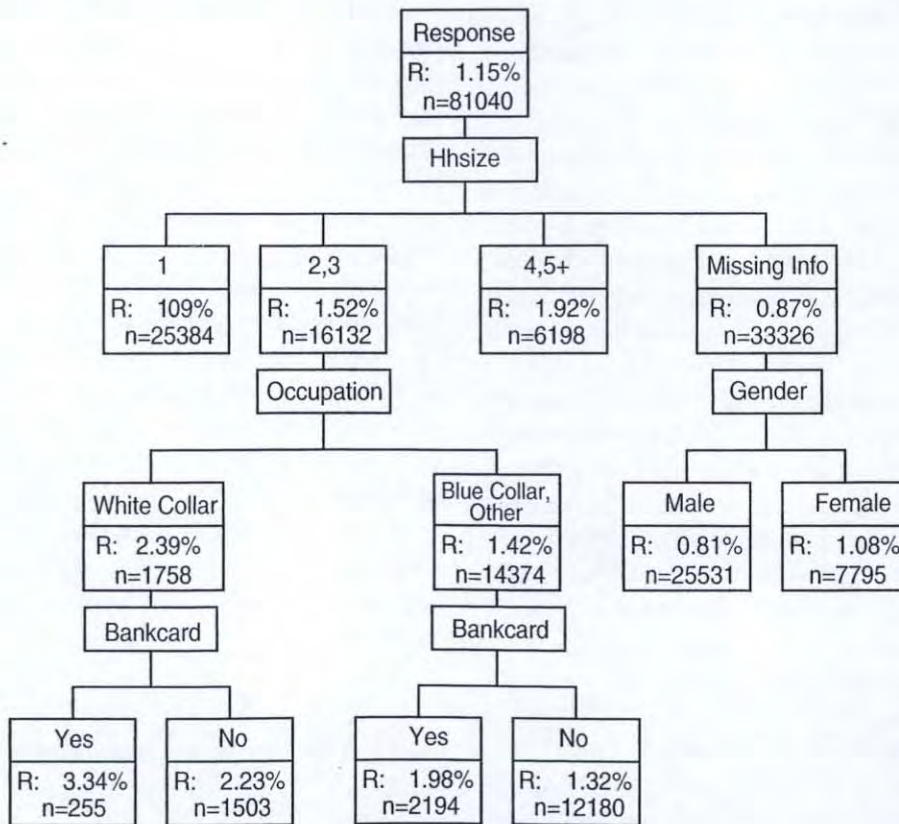 Response
R: 1.15%
n=81040
Hhsize
1
R: 109%
n=25384
2,3
R: 1.52%
n=16132
4,5+
R: 1.92%
n=6198
Missing Info
R: 0.87%
n=33326
Occupation
Gender
White Collar
R: 2.39%
n=1758
Blue Collar,
Other
R: 1.42%
n=14374
Male
R: 0.81%
n=25531
Female
R: 1.08%
n=7795
Bankcard
Bankcard
Yes
R: 3.34%
n=255
No
R: 2.23%
n=1503
Yes
R: 1.98%
n=2194
No
R: 1.32%
n=12180